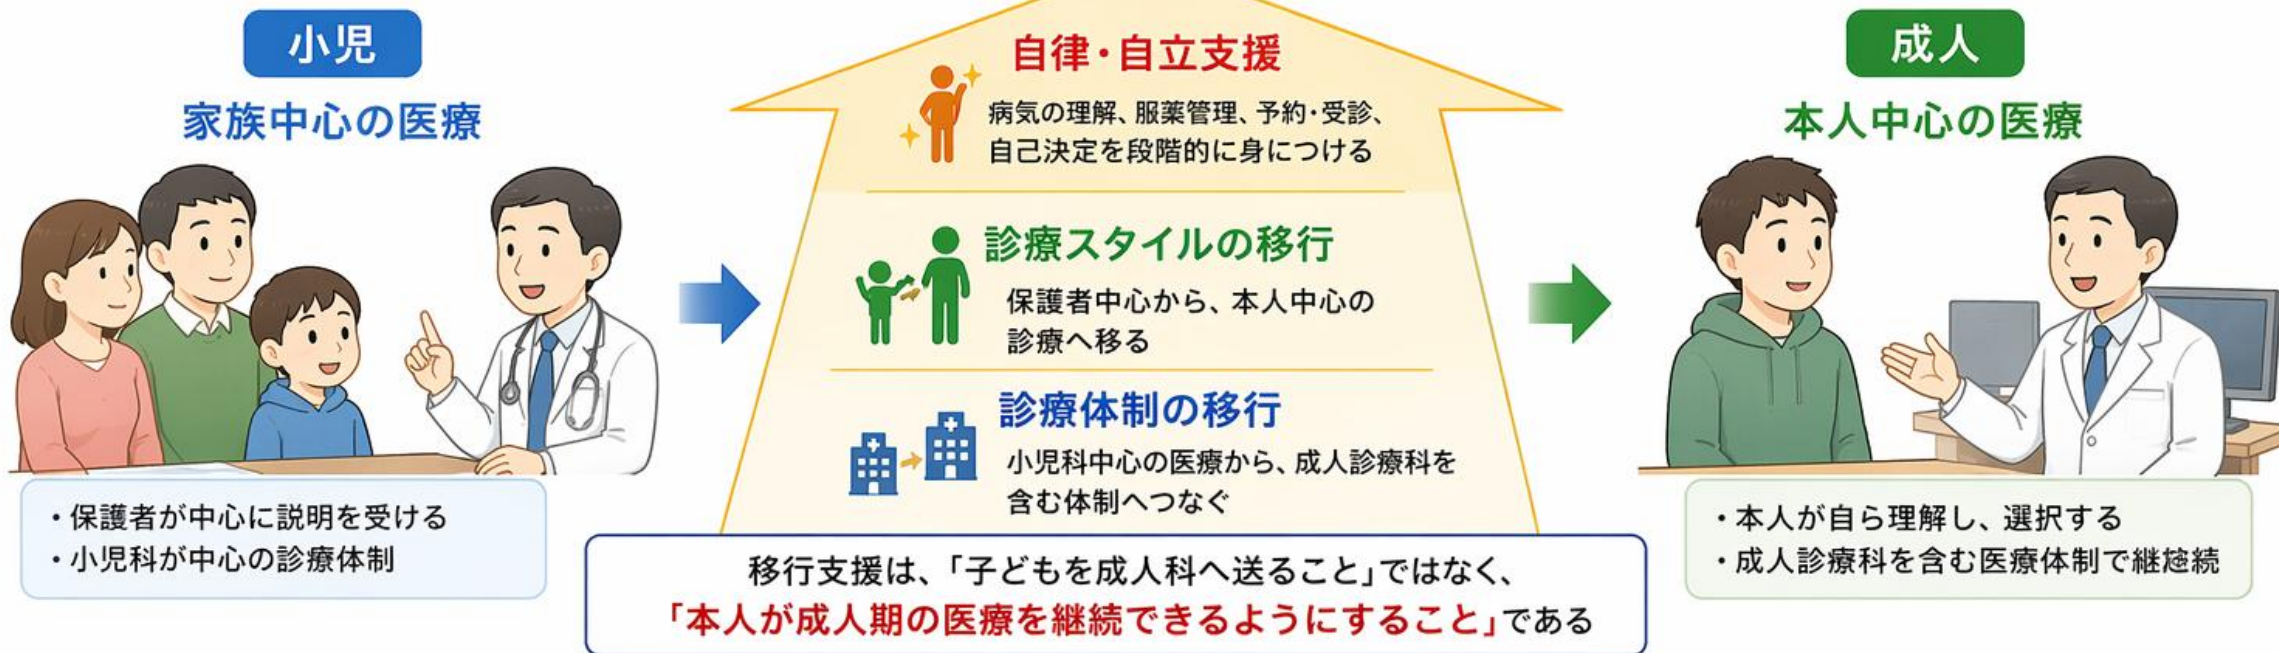 小児
家族中心の医療
・保護者が中心に説明を受ける
・小児科が中心の診療体制
自律・自立支援
病気の理解、服薬管理、予約・受診、
自己決定を段階的に身につける
診療スタイルの移行
保護者中心から、本人中心の
診療へ移る
診療体制の移行
小児科中心の医療から、成人診療科を
含む体制へつなぐ
移行支援は、「子どもを成人科へ送ること」ではなく、
「本人が成人期の医療を継続できるようにすること」である
成人
本人中心の医療
・本人が自ら理解し、選択する
・成人診療科を含む医療体制で継続